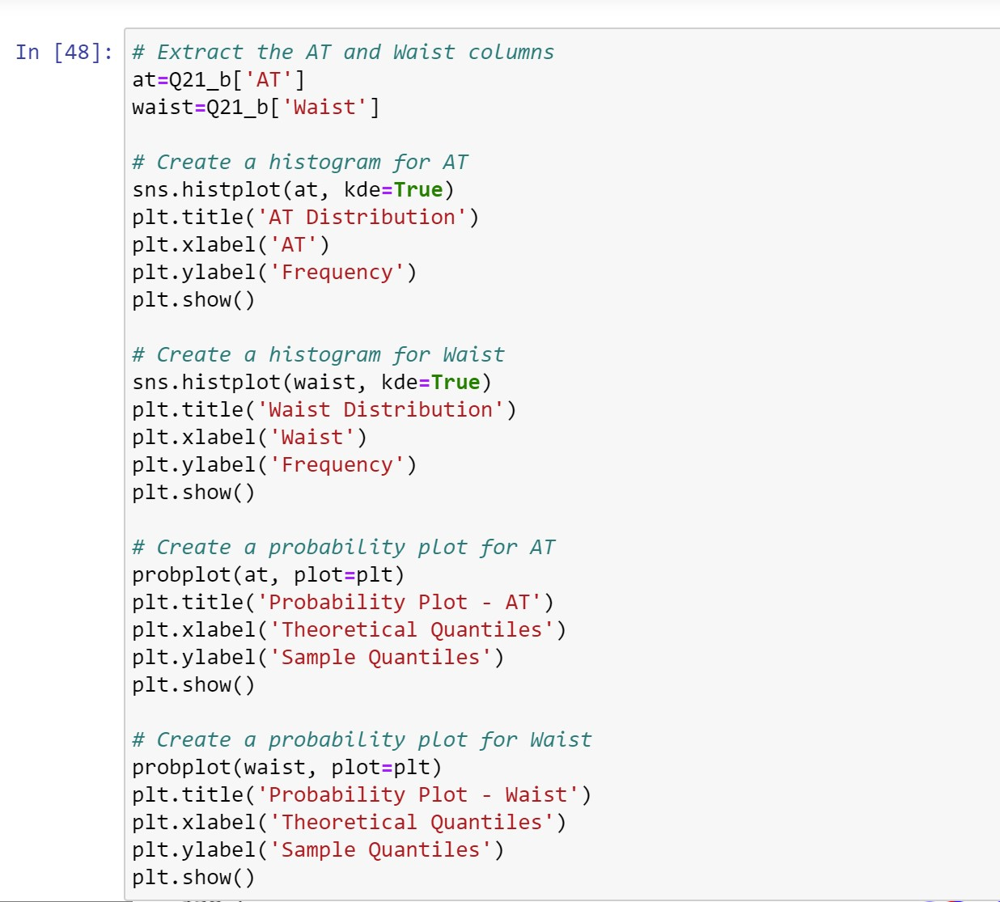 In [48]: # Extract the AT and Waist columns
at=Q21_b['AT']
waist=Q21_b['Waist']

# Create a histogram for AT
sns.histplot(at, kde=True)
plt.title('AT Distribution')
plt.xlabel('AT')
plt.ylabel('Frequency')
plt.show()

# Create a histogram for Waist
sns.histplot(waist, kde=True)
plt.title('Waist Distribution')
plt.xlabel('Waist')
plt.ylabel('Frequency')
plt.show()

# Create a probability plot for AT
probplot(at, plot=plt)
plt.title('Probability Plot - AT')
plt.xlabel('Theoretical Quantiles')
plt.ylabel('Sample Quantiles')
plt.show()

# Create a probability plot for Waist
probplot(waist, plot=plt)
plt.title('Probability Plot - Waist')
plt.xlabel('Theoretical Quantiles')
plt.ylabel('Sample Quantiles')
plt.show()